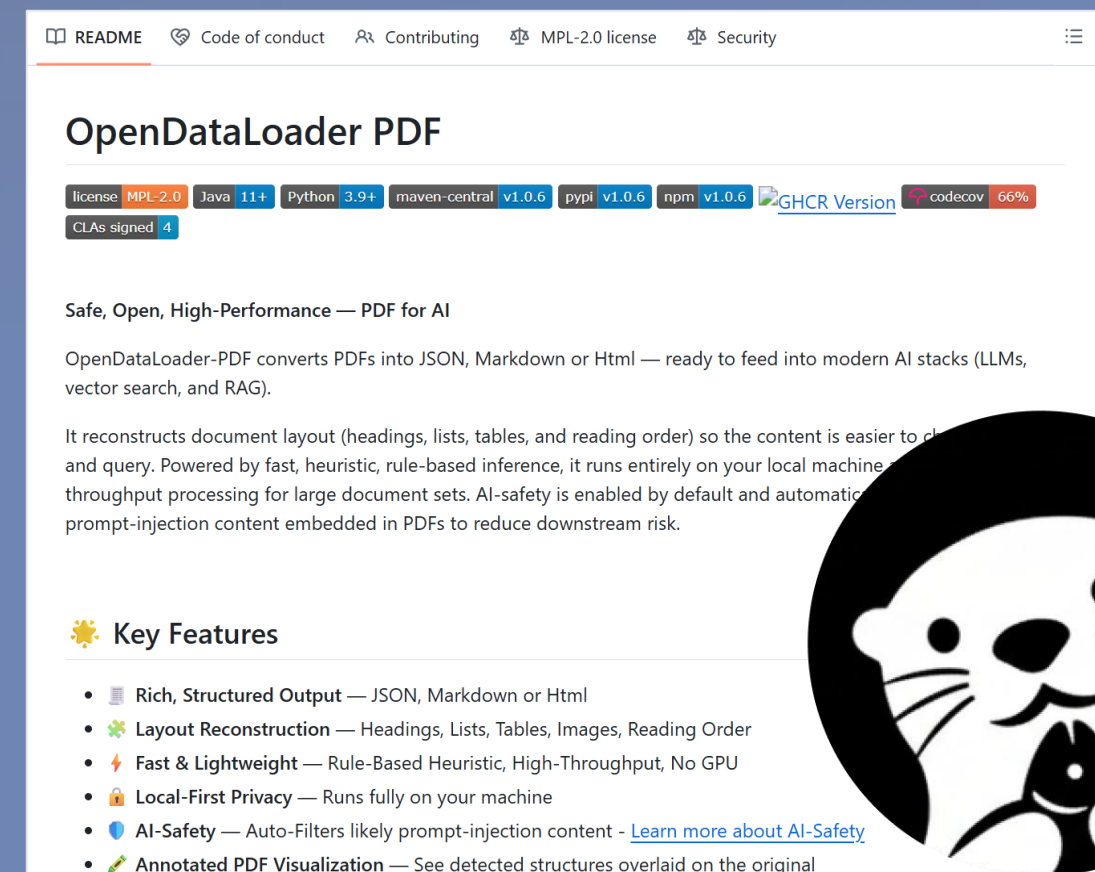 README Code of conduct Contributing MPL-2.0 license Security
OpenDataLoader PDF
license MPL-2.0 Java 11+ Python 3.9+ maven-central v1.0.6 pypi v1.0.6 npm v1.0.6 GHCR Version codecov 66%
CLAs signed 4
Safe, Open, High-Performance — PDF for AI
OpenDataLoader-PDF converts PDFs into JSON, Markdown or Html — ready to feed into modern AI stacks (LLMs,
vector search, and RAG).
It reconstructs document layout (headings, lists, tables, and reading order) so the content is easier to
and query. Powered by fast, heuristic, rule-based inference, it runs entirely on your local machine
throughput processing for large document sets. AI-safety is enabled by default and
prompt-injection content embedded in PDFs to reduce downstream risk.
🌟 Key Features
• 🧾 Rich, Structured Output — JSON, Markdown or Html
• 🧩 Layout Reconstruction — Headings, Lists, Tables, Images, Reading Order
• ⚡ Fast & Lightweight — Rule-Based Heuristic, High-Throughput, No GPU
• 🔒 Local-First Privacy — Runs fully on your machine
• 🛡️ AI-Safety — Auto-Filters likely prompt-injection content - Learn more about AI-Safety
• 🖍️ Annotated PDF Visualization — See detected structures overlaid on the original